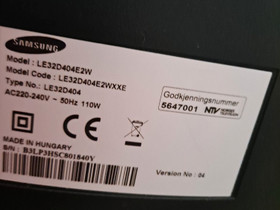 SAMSUNG
Model : LE32D404E2W
Model Code : LE32D404E2WXXE
Type No.: LE32D404
AC220-240V ~ 50Hz 110W
Godkjenningsnummer
5647001 NTV
MADE IN HUNGARY
S/N : B3LP3HSC801840Y
Version No : 04